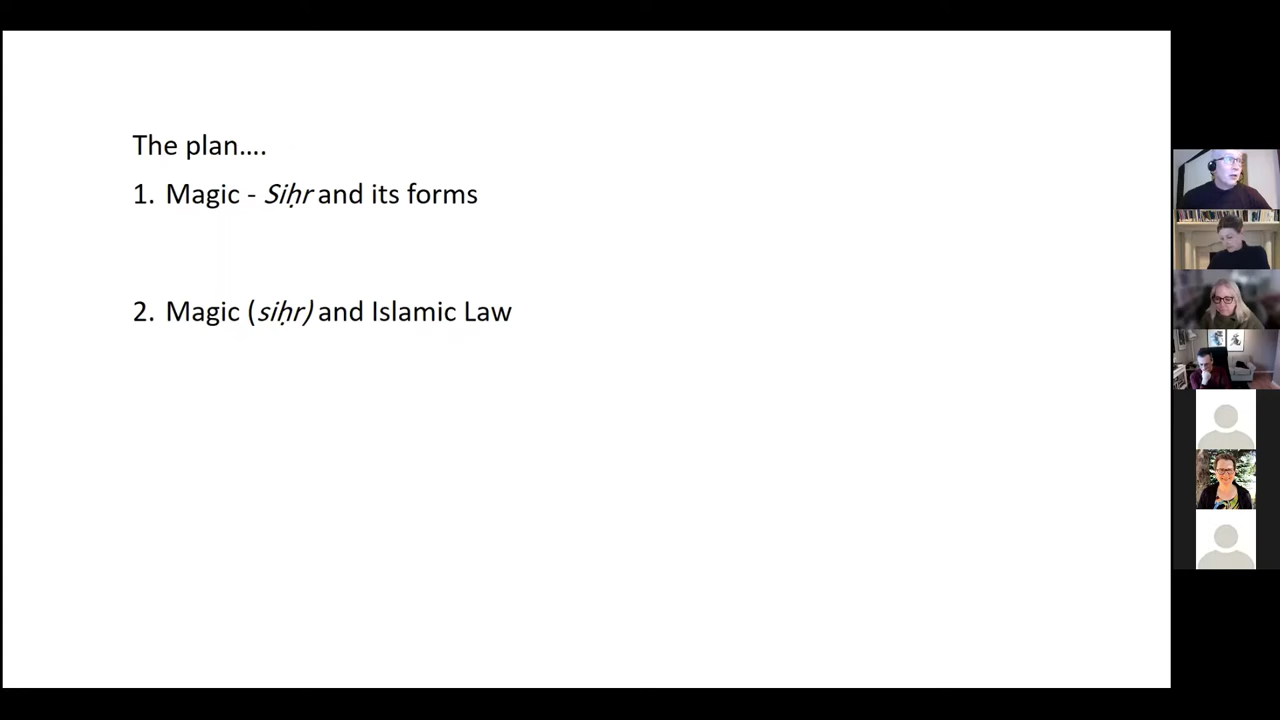 The plan....
1. Magic - Siḥr and its forms
2. Magic (siḥr) and Islamic Law